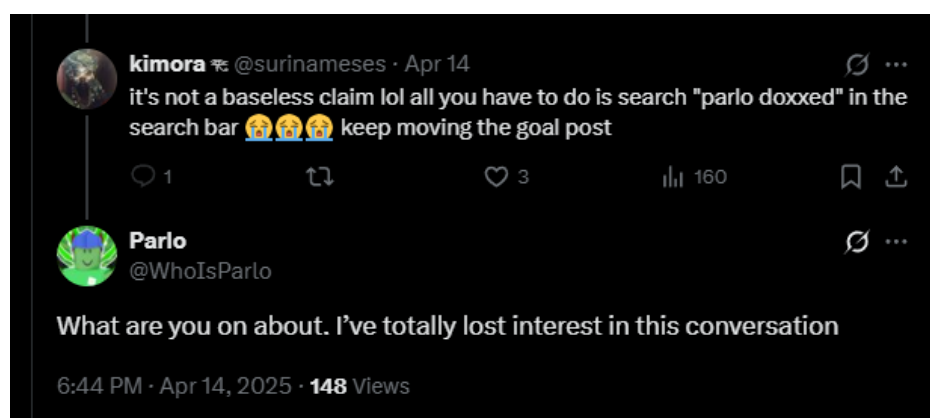 kimora @surinameses · Apr 14
it's not a baseless claim lol all you have to do is search "parlo doxxed" in the
search bar 😭😭😭 keep moving the goal post
1 3 160
Parlo
@WhoIsParlo
What are you on about. I’ve totally lost interest in this conversation
6:44 PM · Apr 14, 2025 · 148 Views